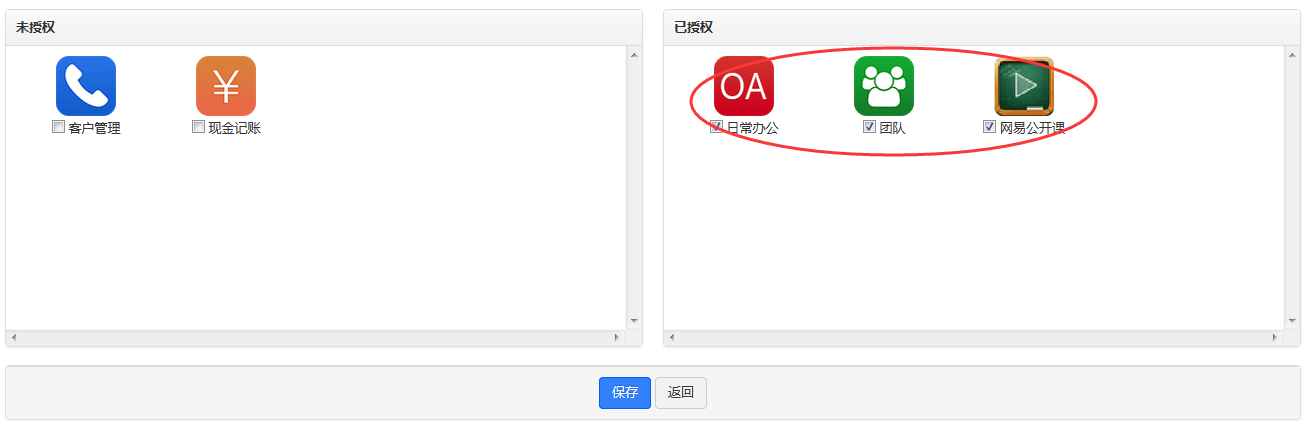 未授权
已授权
¥
OA
客户管理
现金记账
日常办公
团队
网易公开课
保存
返回